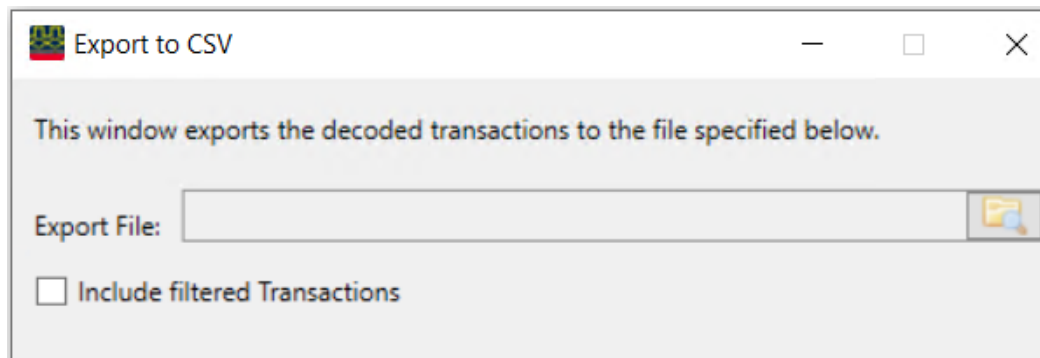 Export to CSV
This window exports the decoded transactions to the file specified below.
Export File:
Include filtered Transactions